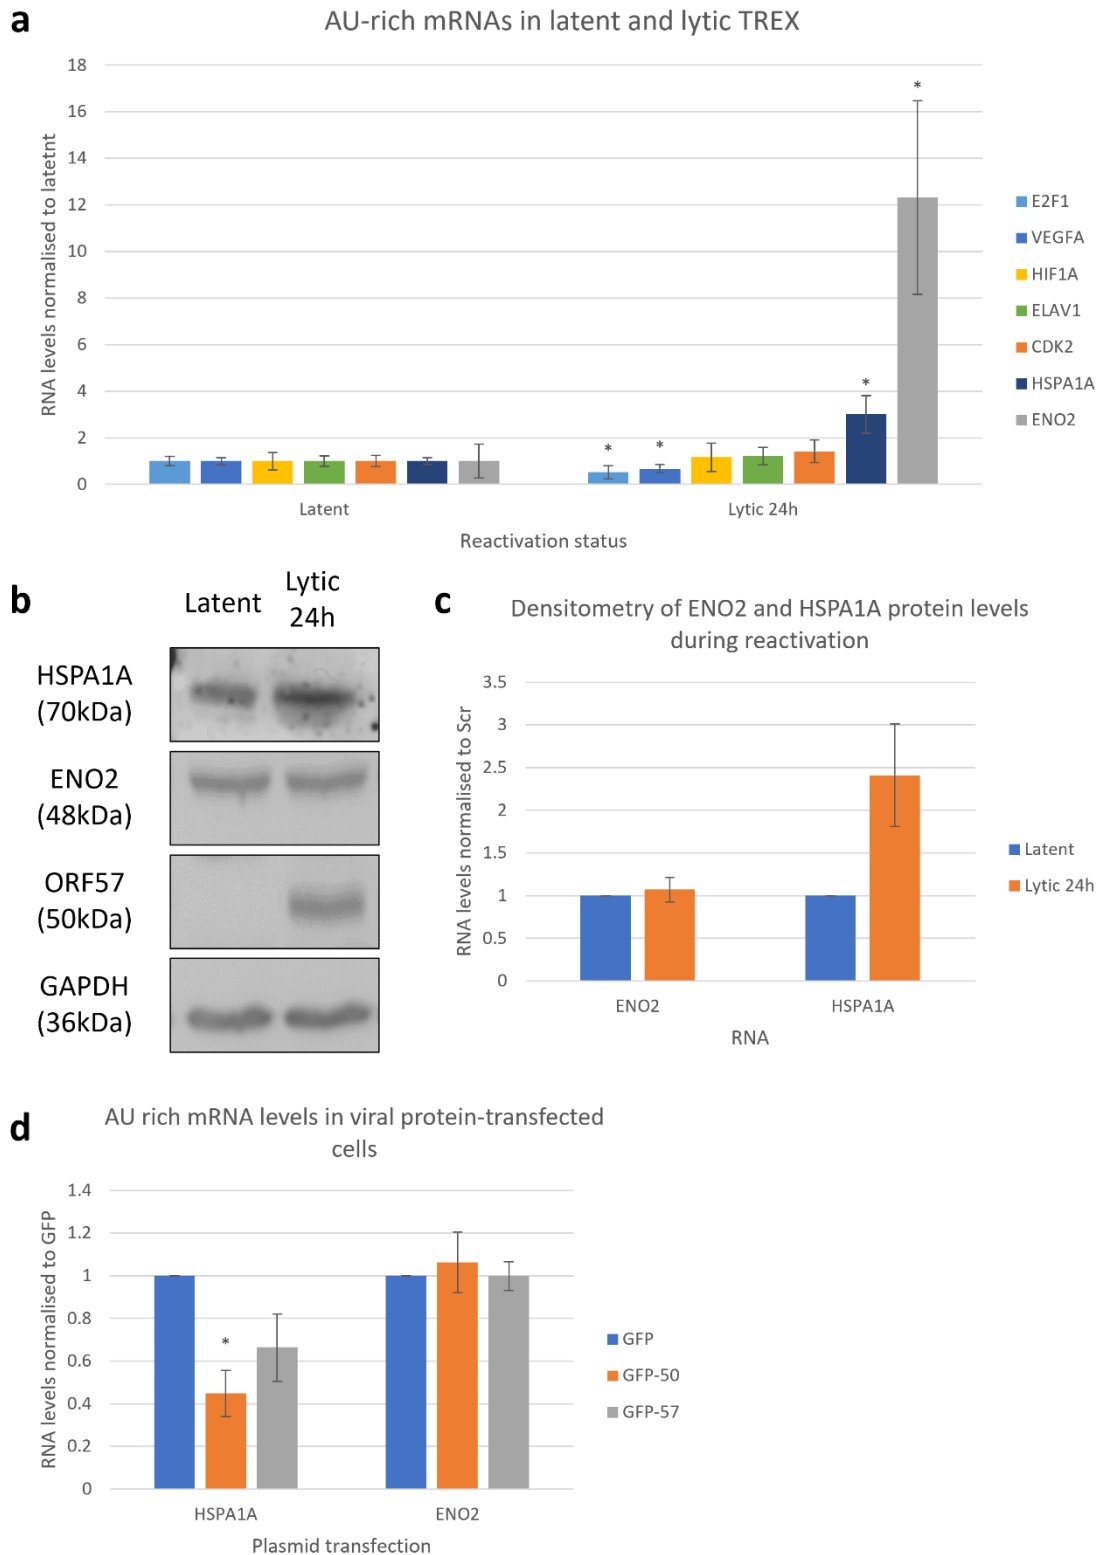 a
AU-rich mRNAs in latent and lytic TREX
RNA levels normalised to latetnt
18
16
14
12
10
8
6
4
2
0
*
*
*
*
Latent
Lytic 24h
Reactivation status
E2F1
VEGFA
HIF1A
ELAV1
CDK2
HSPA1A
ENO2
b
Latent
Lytic
24h
HSPA1A
(70kDa)
ENO2
(48kDa)
ORF57
(50kDa)
GAPDH
(36kDa)
c
Densitometry of ENO2 and HSPA1A protein levels
during reactivation
RNA levels normalised to Scr
3.5
3
2.5
2
1.5
1
0.5
0
ENO2
HSPA1A
RNA
Latent
Lytic 24h
d
AU rich mRNA levels in viral protein-transfected
cells
RNA levels normalised to GFP
1.4
1.2
1
0.8
0.6
0.4
0.2
0
*
HSPA1A
ENO2
Plasmid transfection
GFP
GFP-50
GFP-57